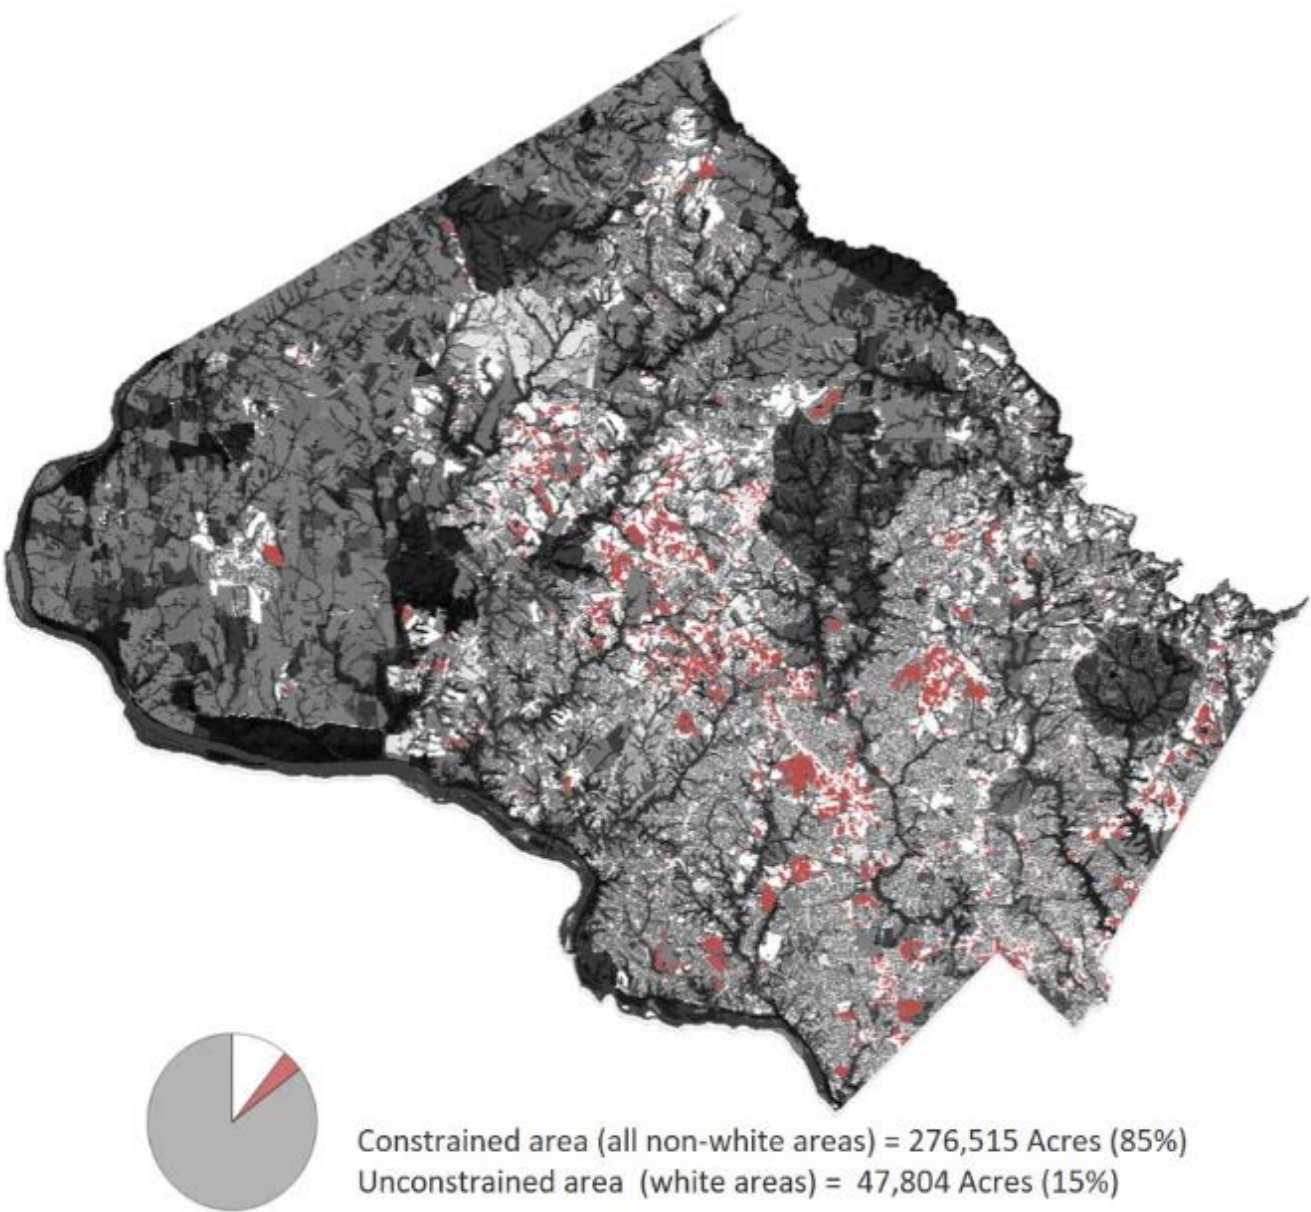 Constrained area (all non-white areas) = 276,515 Acres (85%)
Unconstrained area  (white areas) =  47,804 Acres (15%)